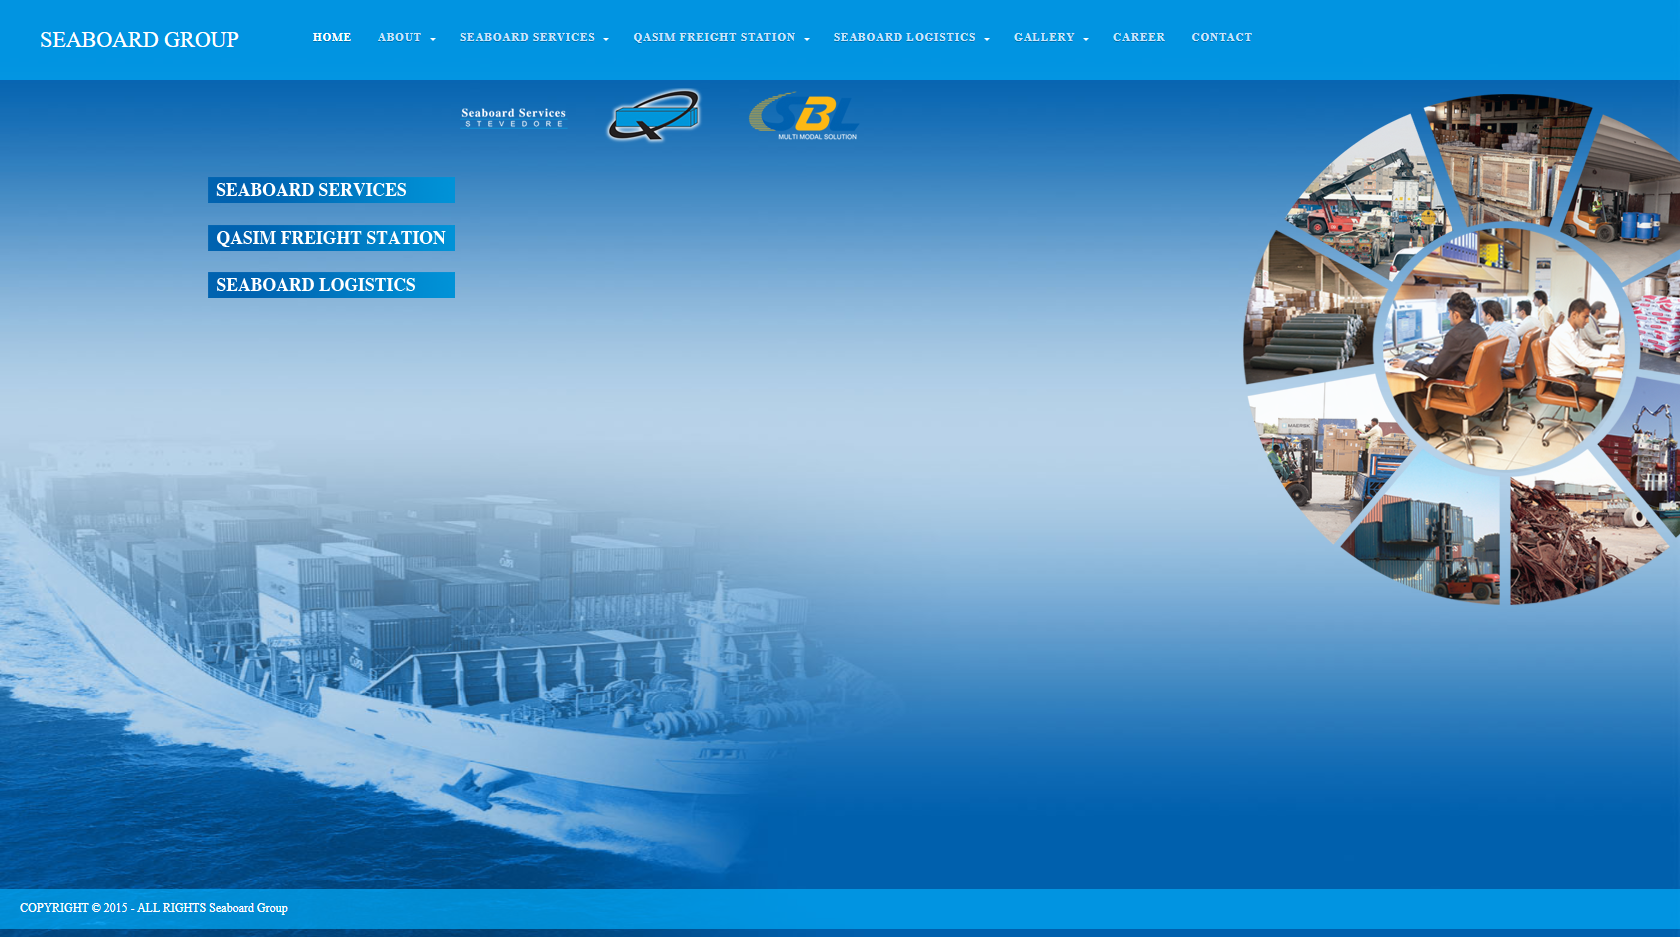 SEABOARD GROUP
HOME ABOUT SEABOARD SERVICES QASIM FREIGHT STATION SEABOARD LOGISTICS GALLERY CAREER CONTACT
Seaboard Services
STEVEDORE
SBL
MULTI MODAL SOLUTION
SEABOARD SERVICES
QASIM FREIGHT STATION
SEABOARD LOGISTICS
MAERSK
COPYRIGHT © 2015 - ALL RIGHTS Seaboard Group